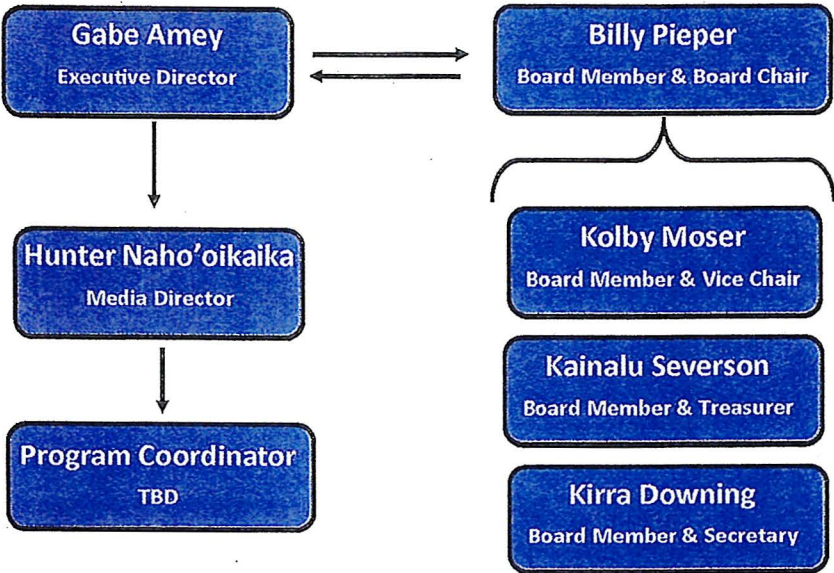 Gabe Amey
Executive Director
Billy Pieper
Board Member & Board Chair
Hunter Naho'oikaika
Media Director
Kolby Moser
Board Member & Vice Chair
Kainalu Severson
Board Member & Treasurer
Program Coordinator
TBD
Kirra Downing
Board Member & Secretary